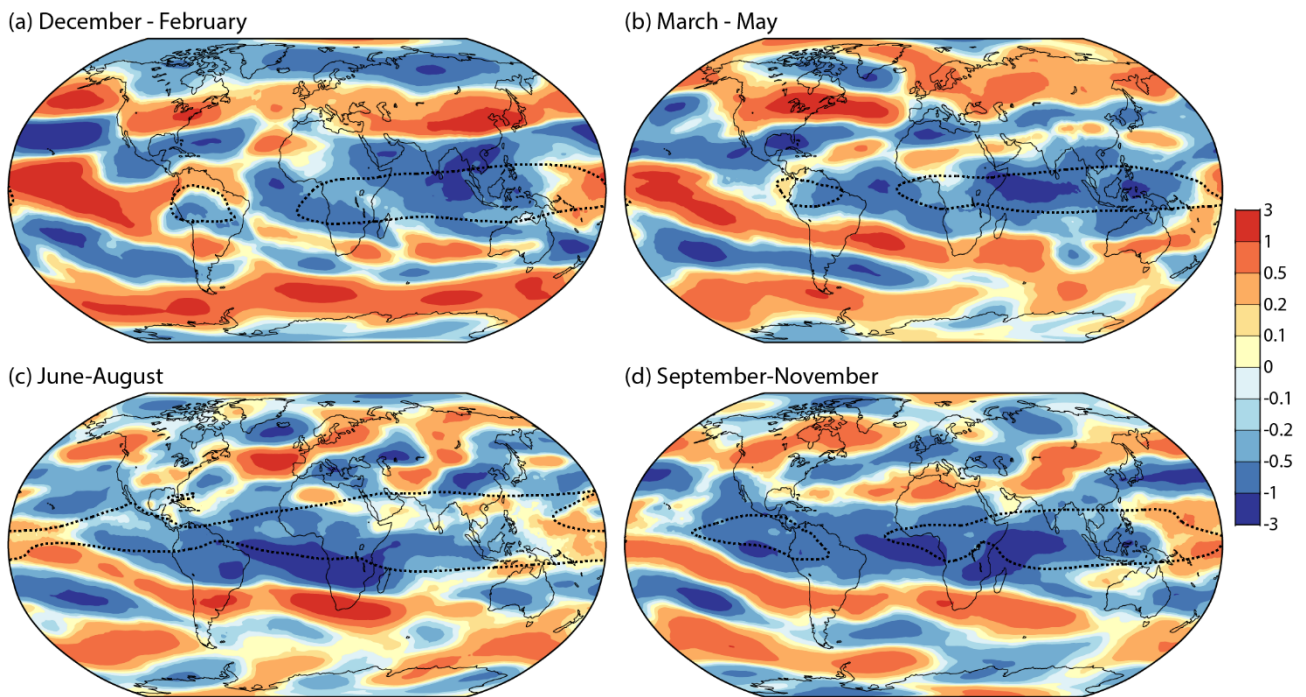 (a) December - February
(b) March - May
(c) June-August
(d) September-November
3
1
0.5
0.2
0.1
0
-0.1
-0.2
-0.5
-1
-3